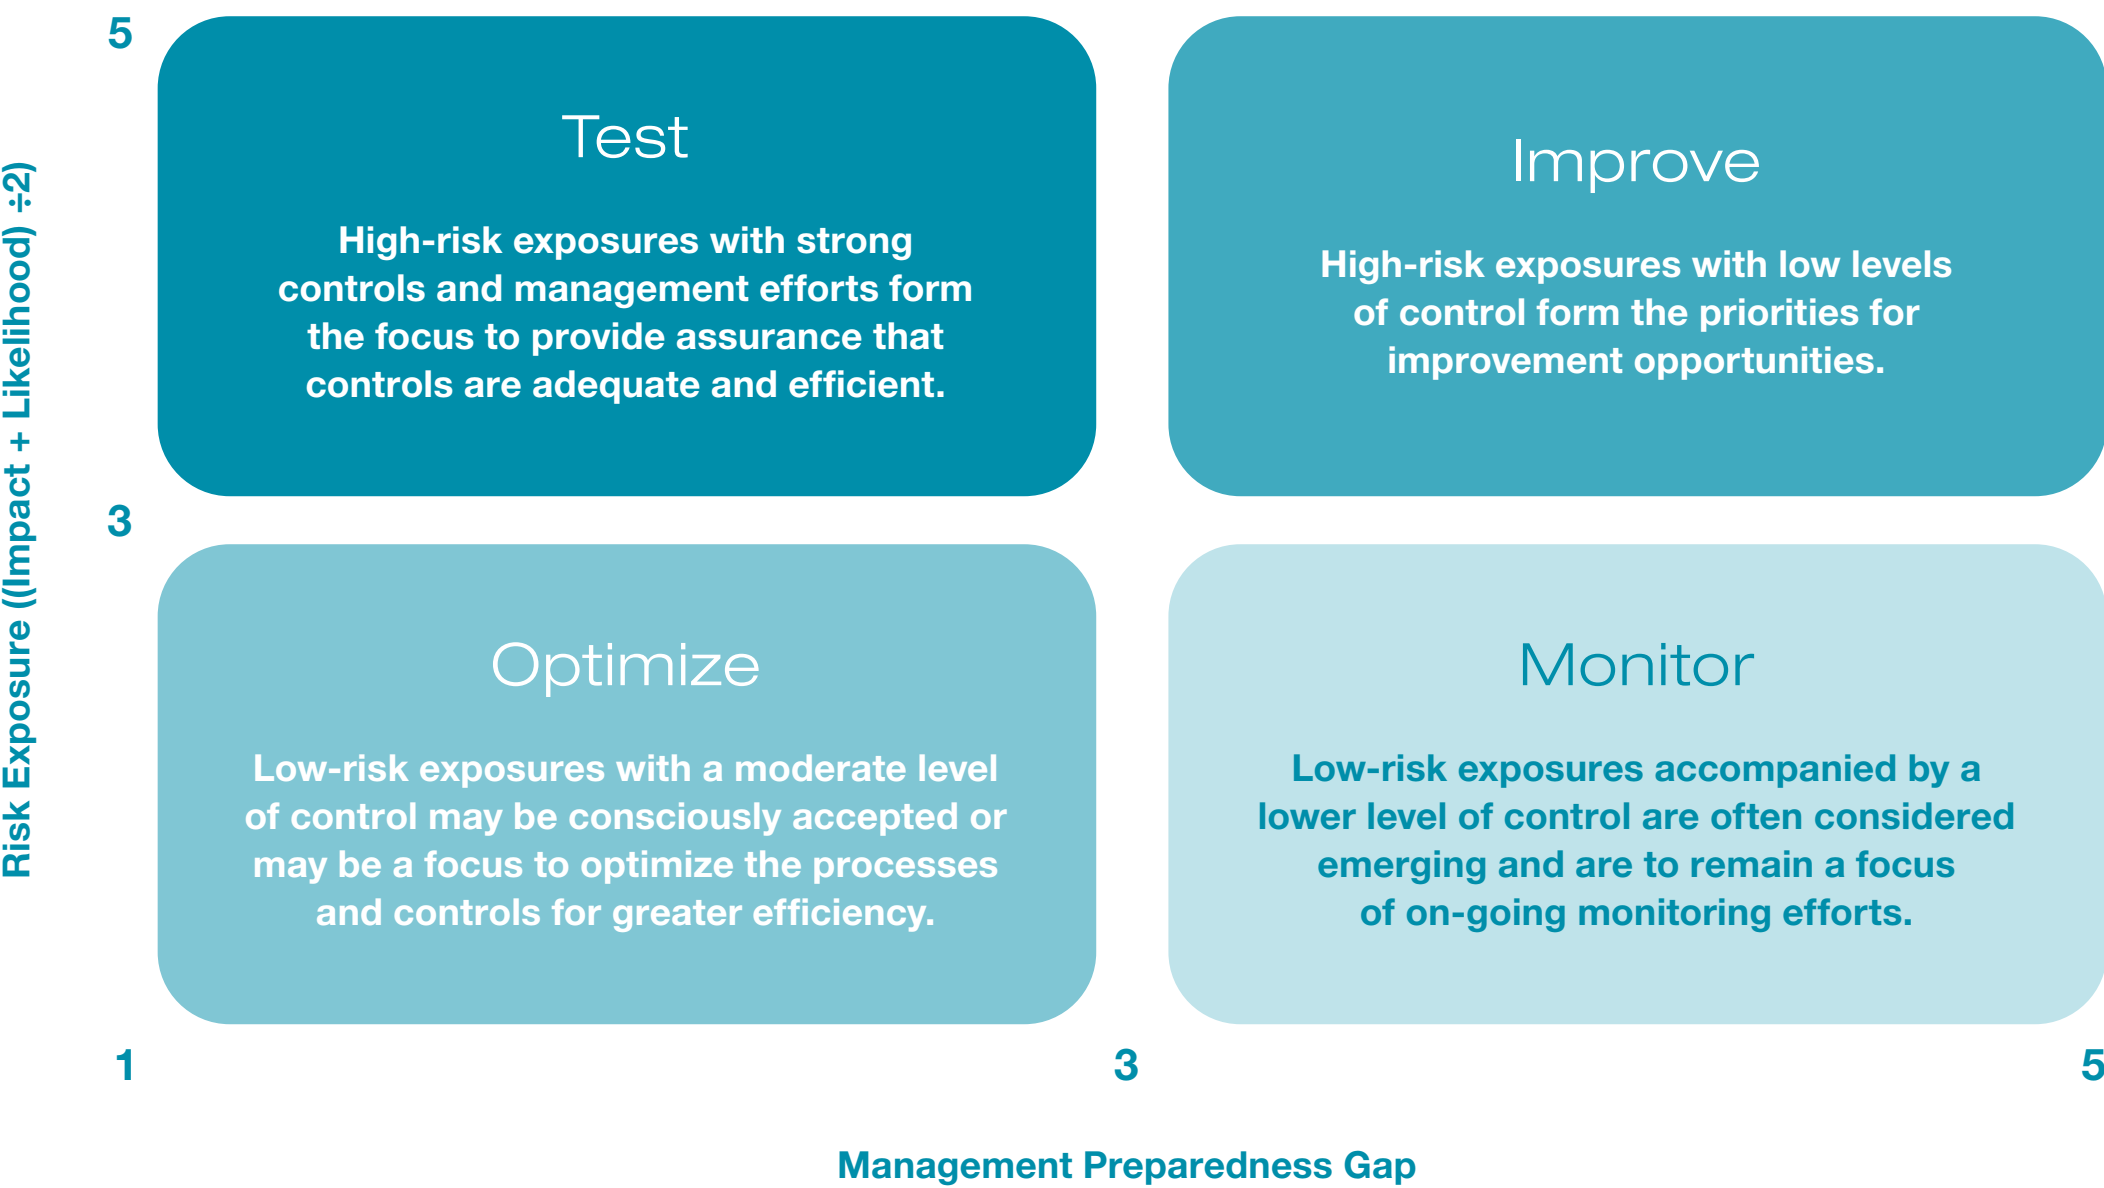 5
Test
High-risk exposures with strong
controls and management efforts form
the focus to provide assurance that
controls are adequate and efficient.
Improve
High-risk exposures with low levels
of control form the priorities for
improvement opportunities.
Risk Exposure ((Impact + Likelihood) ÷2)
3
Optimize
Low-risk exposures with a moderate level
of control may be consciously accepted or
may be a focus to optimize the processes
and controls for greater efficiency.
Monitor
Low-risk exposures accompanied by a
lower level of control are often considered
emerging and are to remain a focus
of on-going monitoring efforts.
1
3
5
Management Preparedness Gap